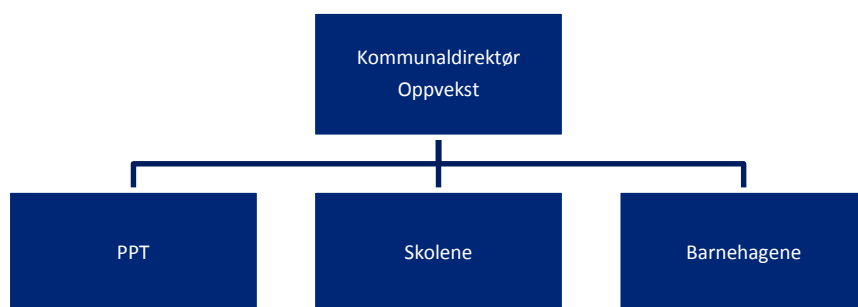 Kommunaldirektør
Oppvekst
PPT
Skolene
Barnehagene